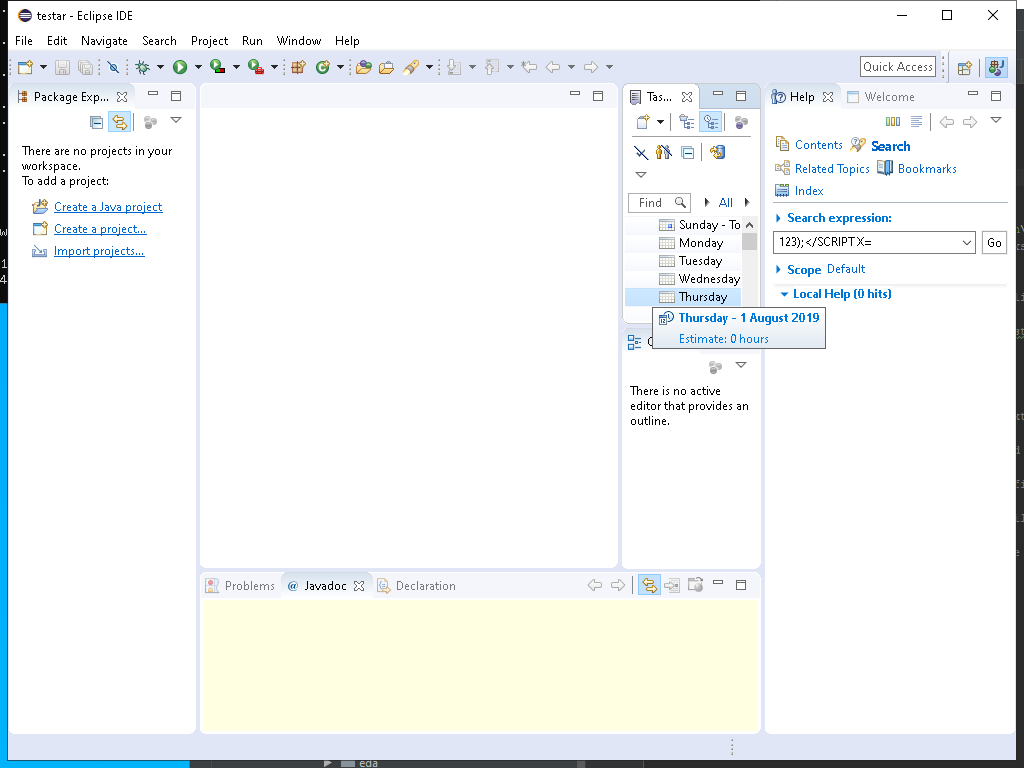 testar - Eclipse IDE
File Edit Navigate Search Project Run Window Help
Quick Access
Package Exp...
There are no projects in your workspace.
To add a project:
Create a Java project
Create a project...
Import projects...
Tas...
Find
All
Sunday - To
Monday
Tuesday
Wednesday
Thursday
Thursday - 1 August 2019
Estimate: 0 hours
There is no active
editor that provides an
outline.
Help Welcome
Contents Search
Related Topics Bookmarks
Index
Search expression:
123);</SCRIPT X=
Go
Scope Default
Local Help (0 hits)
Problems @ Javadoc Declaration
eda